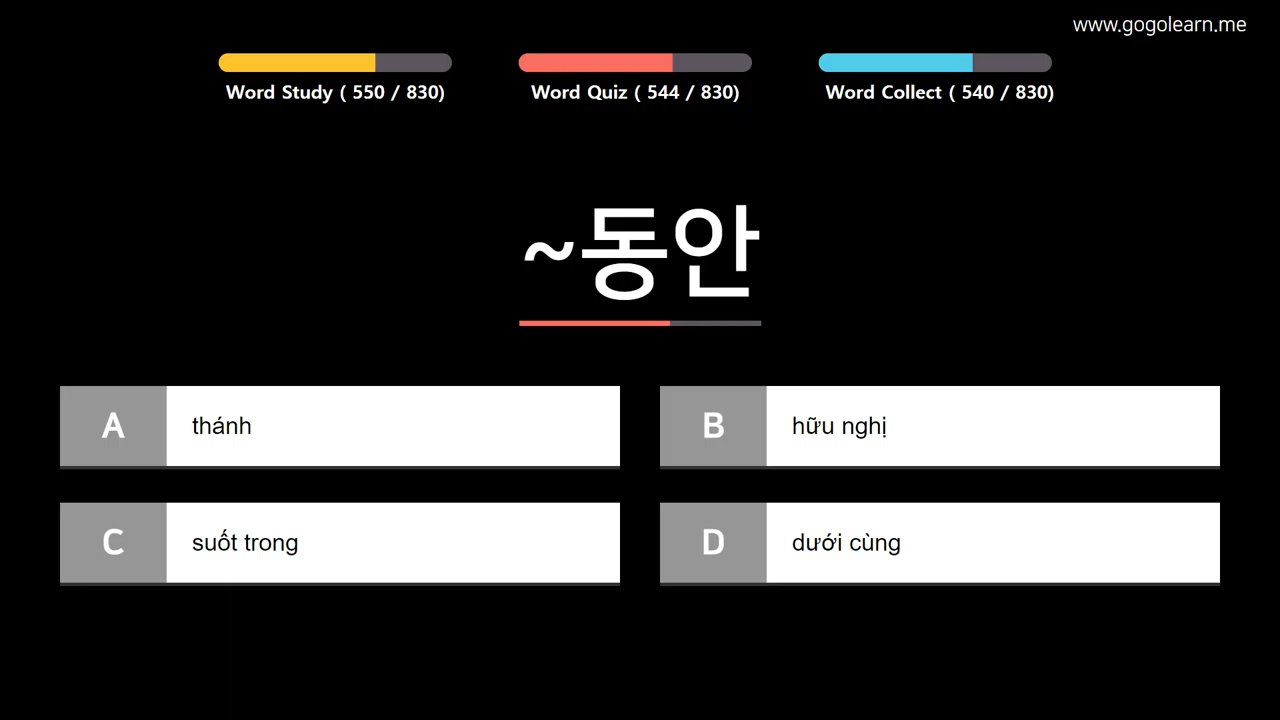 www.gogolearn.me
Word Study ( 550 / 830)
Word Quiz ( 544 / 830)
Word Collect ( 540 / 830)
~동안
A thánh
B hữu nghị
C suốt trong
D dưới cùng